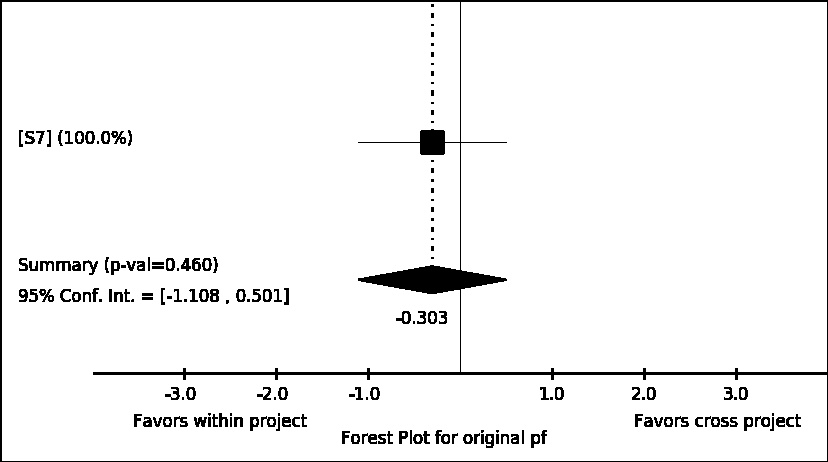 [S7] (100.0%)
Summary (p-val=0.460)
95% Conf. Int. = [-1.108 , 0.501]
-0.303
-3.0 -2.0 -1.0 1.0 2.0 3.0
Favors within project Favors cross project
Forest Plot for original pf